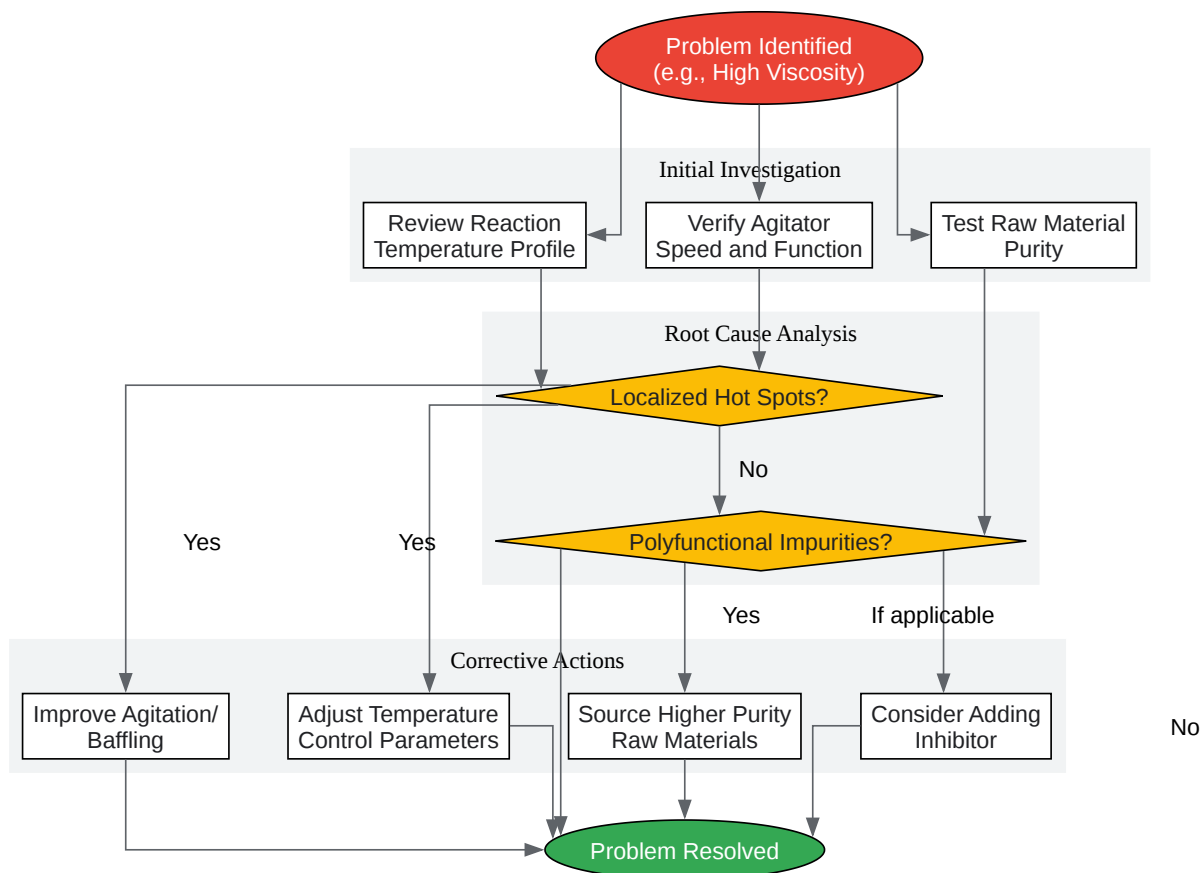 Problem Identified
(e.g., High Viscosity)
Initial Investigation
Review Reaction
Temperature Profile
Verify Agitator
Speed and Function
Test Raw Material
Purity
Root Cause Analysis
Localized Hot Spots?
No
Polyfunctional Impurities?
Yes
Yes
Yes
If applicable
Corrective Actions
Improve Agitation/
Baffling
Adjust Temperature
Control Parameters
Source Higher Purity
Raw Materials
Consider Adding
Inhibitor
No
Problem Resolved